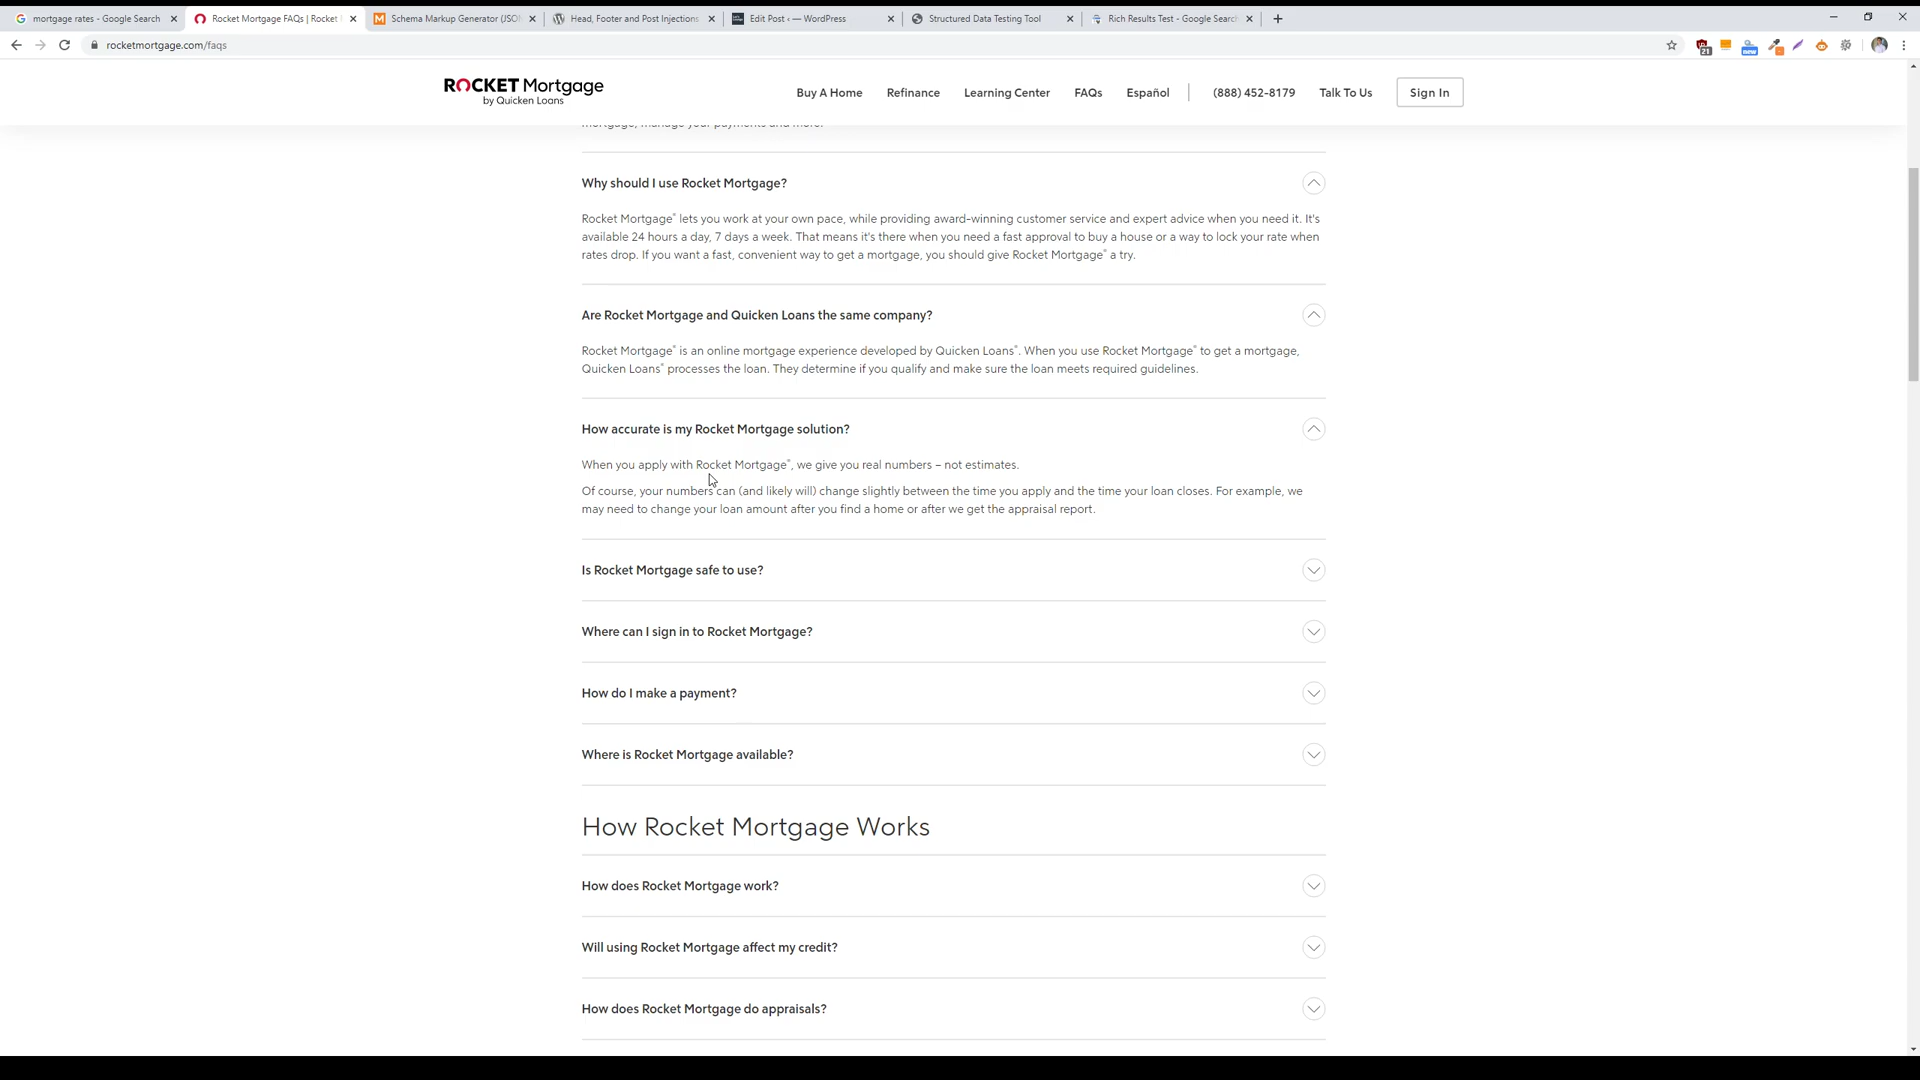 mortgage rates - Google Search
Rocket Mortgage FAQs | Rocket
Schema Markup Generator (JSO
Head, Footer and Post Injections
Edit Post ‹ — WordPress
Structured Data Testing Tool
Rich Results Test - Google Search
rocketmortgage.com/faqs
21
new
ROCKET Mortgage
by Quicken Loans
Buy A Home
Refinance
Learning Center
FAQs
Español
(888) 452-8179
Talk To Us
Sign In
mortgage, manage your payments and more.
Why should I use Rocket Mortgage?
Rocket Mortgage® lets you work at your own pace, while providing award-winning customer service and expert advice when you need it. It's
available 24 hours a day, 7 days a week. That means it's there when you need a fast approval to buy a house or a way to lock your rate when
rates drop. If you want a fast, convenient way to get a mortgage, you should give Rocket Mortgage® a try.
Are Rocket Mortgage and Quicken Loans the same company?
Rocket Mortgage® is an online mortgage experience developed by Quicken Loans®. When you use Rocket Mortgage® to get a mortgage,
Quicken Loans® processes the loan. They determine if you qualify and make sure the loan meets required guidelines.
How accurate is my Rocket Mortgage solution?
When you apply with Rocket Mortgage®, we give you real numbers – not estimates.
Of course, your numbers can (and likely will) change slightly between the time you apply and the time your loan closes. For example, we
may need to change your loan amount after you find a home or after we get the appraisal report.
Is Rocket Mortgage safe to use?
Where can I sign in to Rocket Mortgage?
How do I make a payment?
Where is Rocket Mortgage available?
How Rocket Mortgage Works
How does Rocket Mortgage work?
Will using Rocket Mortgage affect my credit?
How does Rocket Mortgage do appraisals?